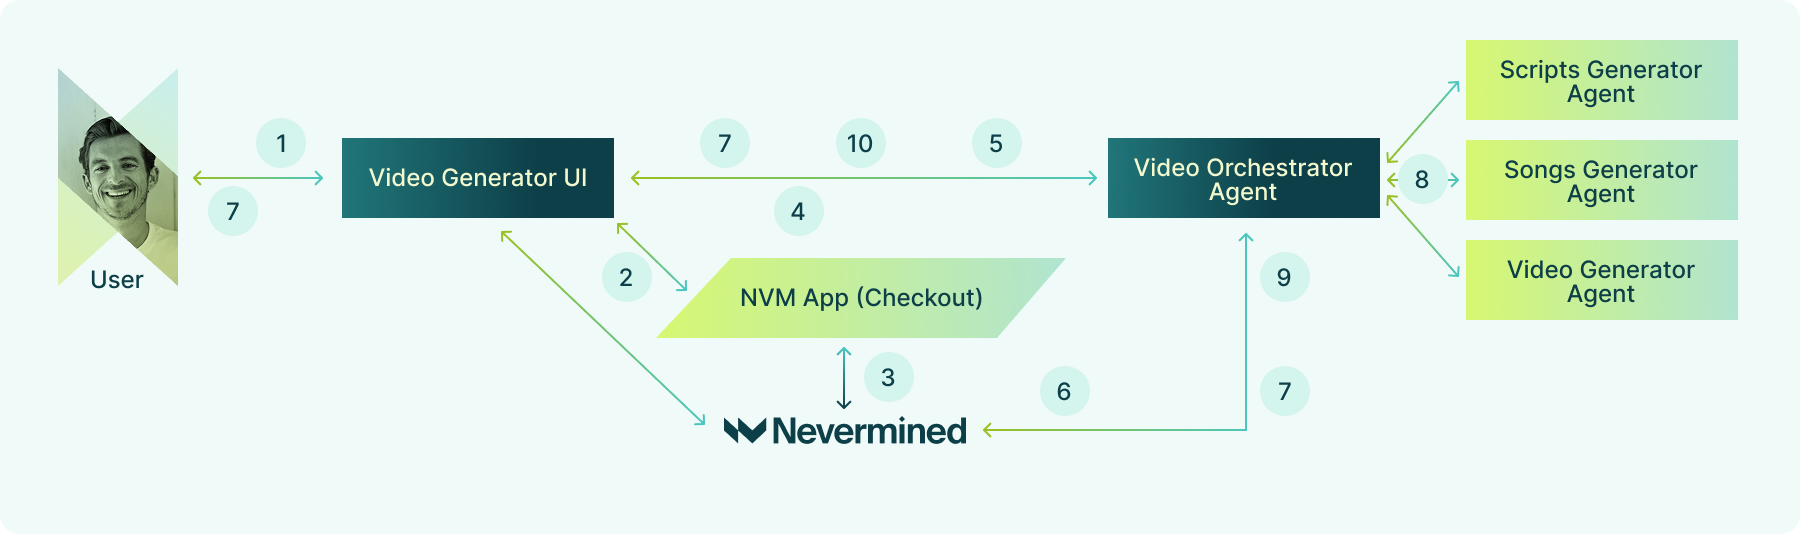 Scripts Generator
Agent
1
7
10
5
Video Generator UI
Video Orchestrator
Agent
8
Songs Generator
Agent
7
4
User
2
NVM App (Checkout)
9
Video Generator
Agent
3
6
7
Nevermined